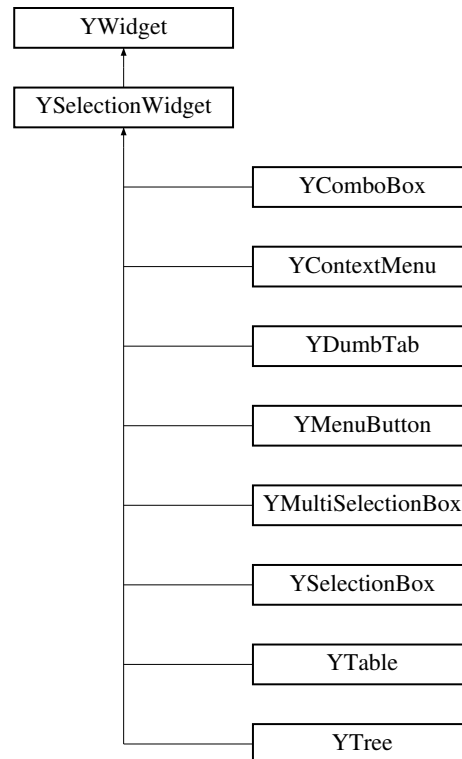 YWidget
YSelectionWidget
YComboBox
YContextMenu
YDumbTab
YMenuButton
YMultiSelectionBox
YSelectionBox
YTable
YTree